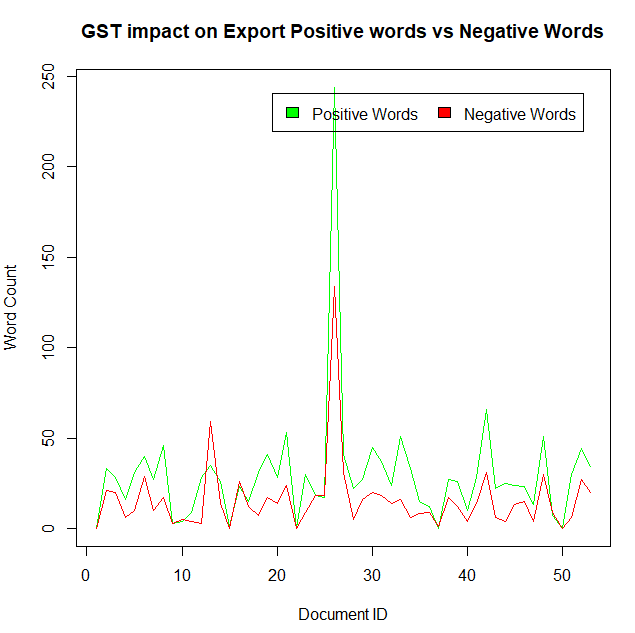 GST impact on Export Positive words vs Negative Words
Positive Words Negative Words
Word Count
250
200
150
100
50
0
0 10 20 30 40 50
Document ID